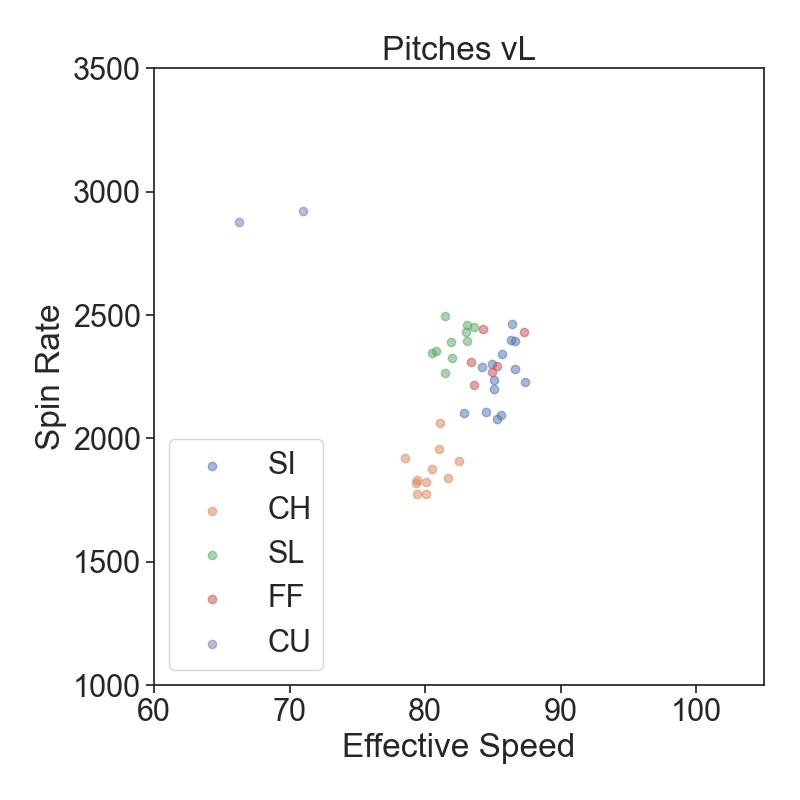 Pitches vL
3500
3000
2500
2000
1500
1000
Spin Rate
SI
CH
SL
FF
CU
60 70 80 90 100
Effective Speed